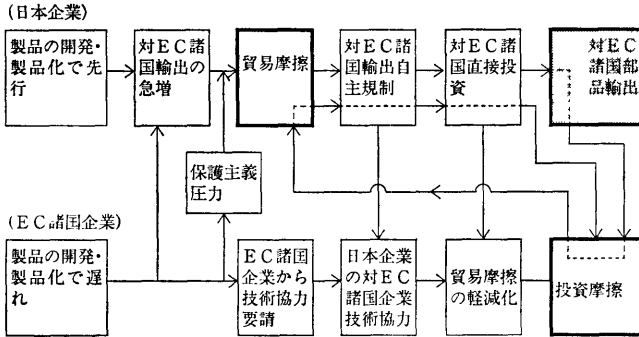 (日本企業)
製品の開発・
製品化で先
行
対EC諸
国輸出の
急増
貿易摩擦
対EC諸
国輸出自
主規制
対EC諸
国直接投
資
対EC
諸国部
品輸出
保護主義
圧力
(EC諸国企業)
製品の開発・
製品化で遅
れ
EC諸国
企業から
技術協力
要請
日本企業
の対EC
諸国企業
技術協力
貿易摩擦
の軽減化
投資摩擦